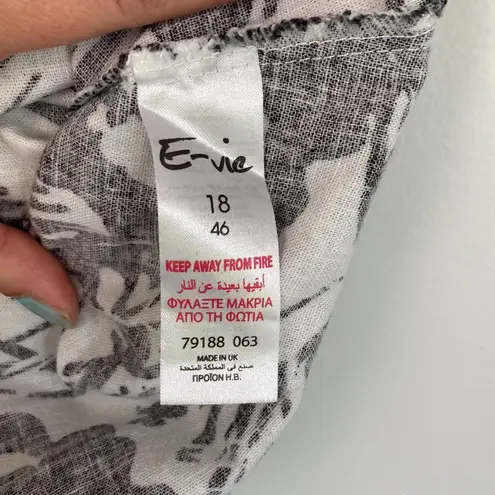 E-vie
18
46
KEEP AWAY FROM FIRE
أبقيها بعيدة عن النار
ΦΥΛΑΞΤΕ ΜΑΚΡΙΑ
ΑΠΟ ΤΗ ΦΩΤΙΑ
79188 063
MADE IN UK
صنع في المملكة المتحدة
ΠΡΟΪΟΝ Η.Β.